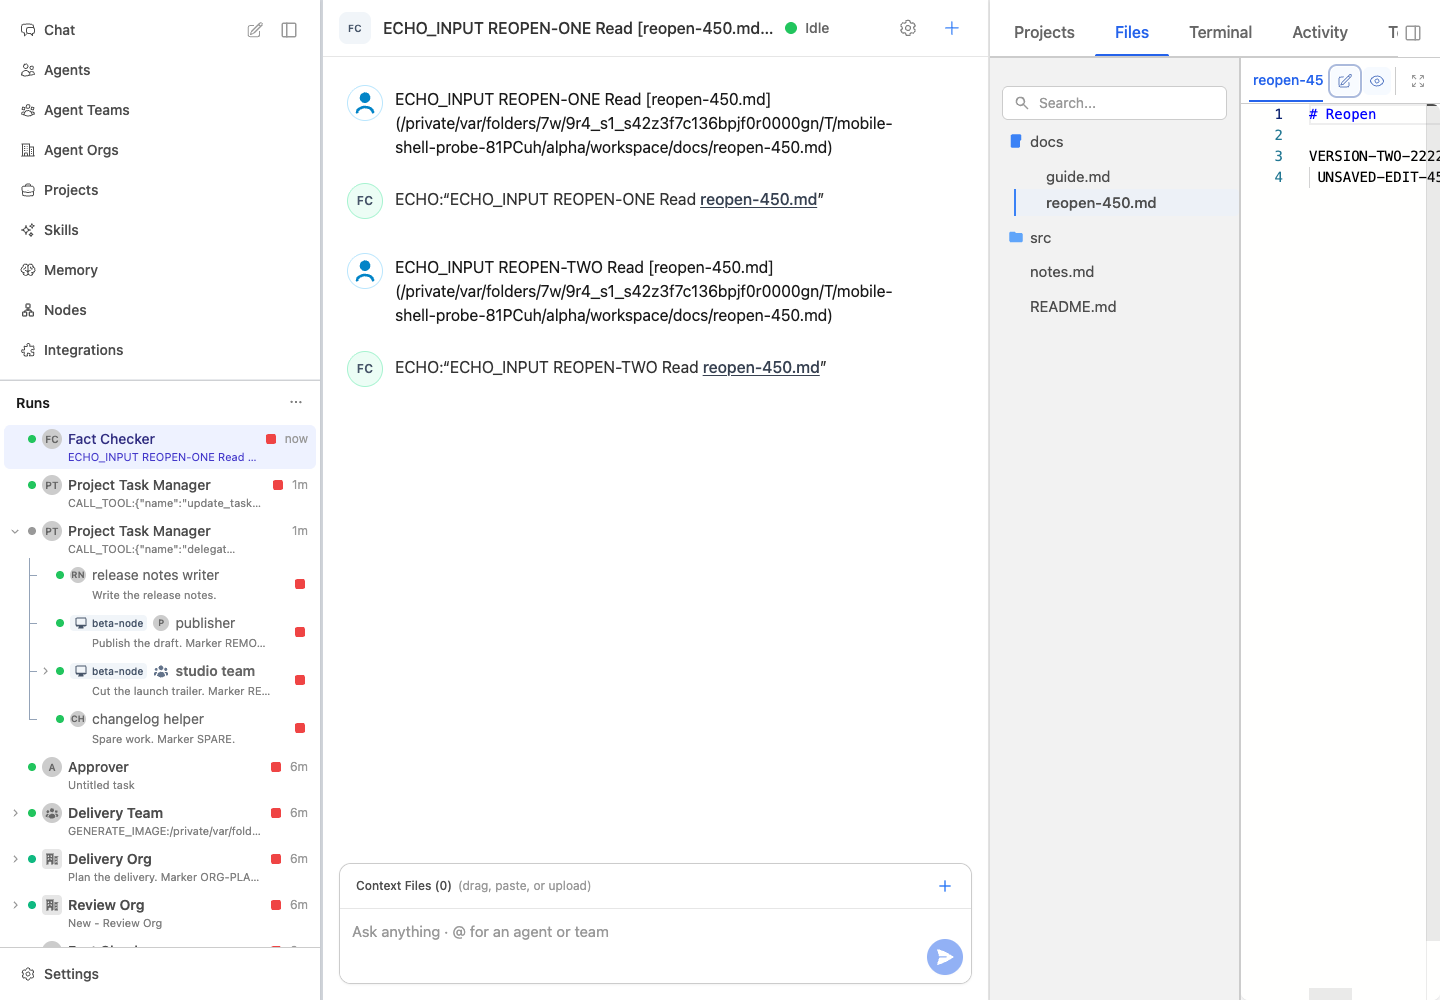 Chat
Agents
Agent Teams
Agent Orgs
Projects
Skills
Memory
Nodes
Integrations
Runs
FC Fact Checker now
ECHO_INPUT REOPEN-ONE Read ...
PT Project Task Manager 1m
CALL_TOOL:{"name":"update_task...
PT Project Task Manager 1m
CALL_TOOL:{"name":"delegat...
RN release notes writer
Write the release notes.
beta-node P publisher
Publish the draft. Marker REMO...
beta-node studio team
Cut the launch trailer. Marker RE...
CH changelog helper
Spare work. Marker SPARE.
A Approver 6m
Untitled task
Delivery Team 6m
GENERATE_IMAGE:/private/var/fold...
Delivery Org 6m
Plan the delivery. Marker ORG-PLA...
Review Org 6m
New - Review Org
Settings
FC ECHO_INPUT REOPEN-ONE Read [reopen-450.md... Idle
ECHO_INPUT REOPEN-ONE Read [reopen-450.md]
(/private/var/folders/7w/9r4_s1_s42z3f7c136bpjf0r0000gn/T/mobile-
shell-probe-81PCuh/alpha/workspace/docs/reopen-450.md)
FC ECHO:“ECHO_INPUT REOPEN-ONE Read reopen-450.md”
ECHO_INPUT REOPEN-TWO Read [reopen-450.md]
(/private/var/folders/7w/9r4_s1_s42z3f7c136bpjf0r0000gn/T/mobile-
shell-probe-81PCuh/alpha/workspace/docs/reopen-450.md)
FC ECHO:“ECHO_INPUT REOPEN-TWO Read reopen-450.md”
Context Files (0) (drag, paste, or upload)
Ask anything · @ for an agent or team
Projects Files Terminal Activity
Search...
docs
guide.md
reopen-450.md
src
notes.md
README.md
reopen-45
1 # Reopen
2
3 VERSION-TWO-2222
4 UNSAVED-EDIT-45